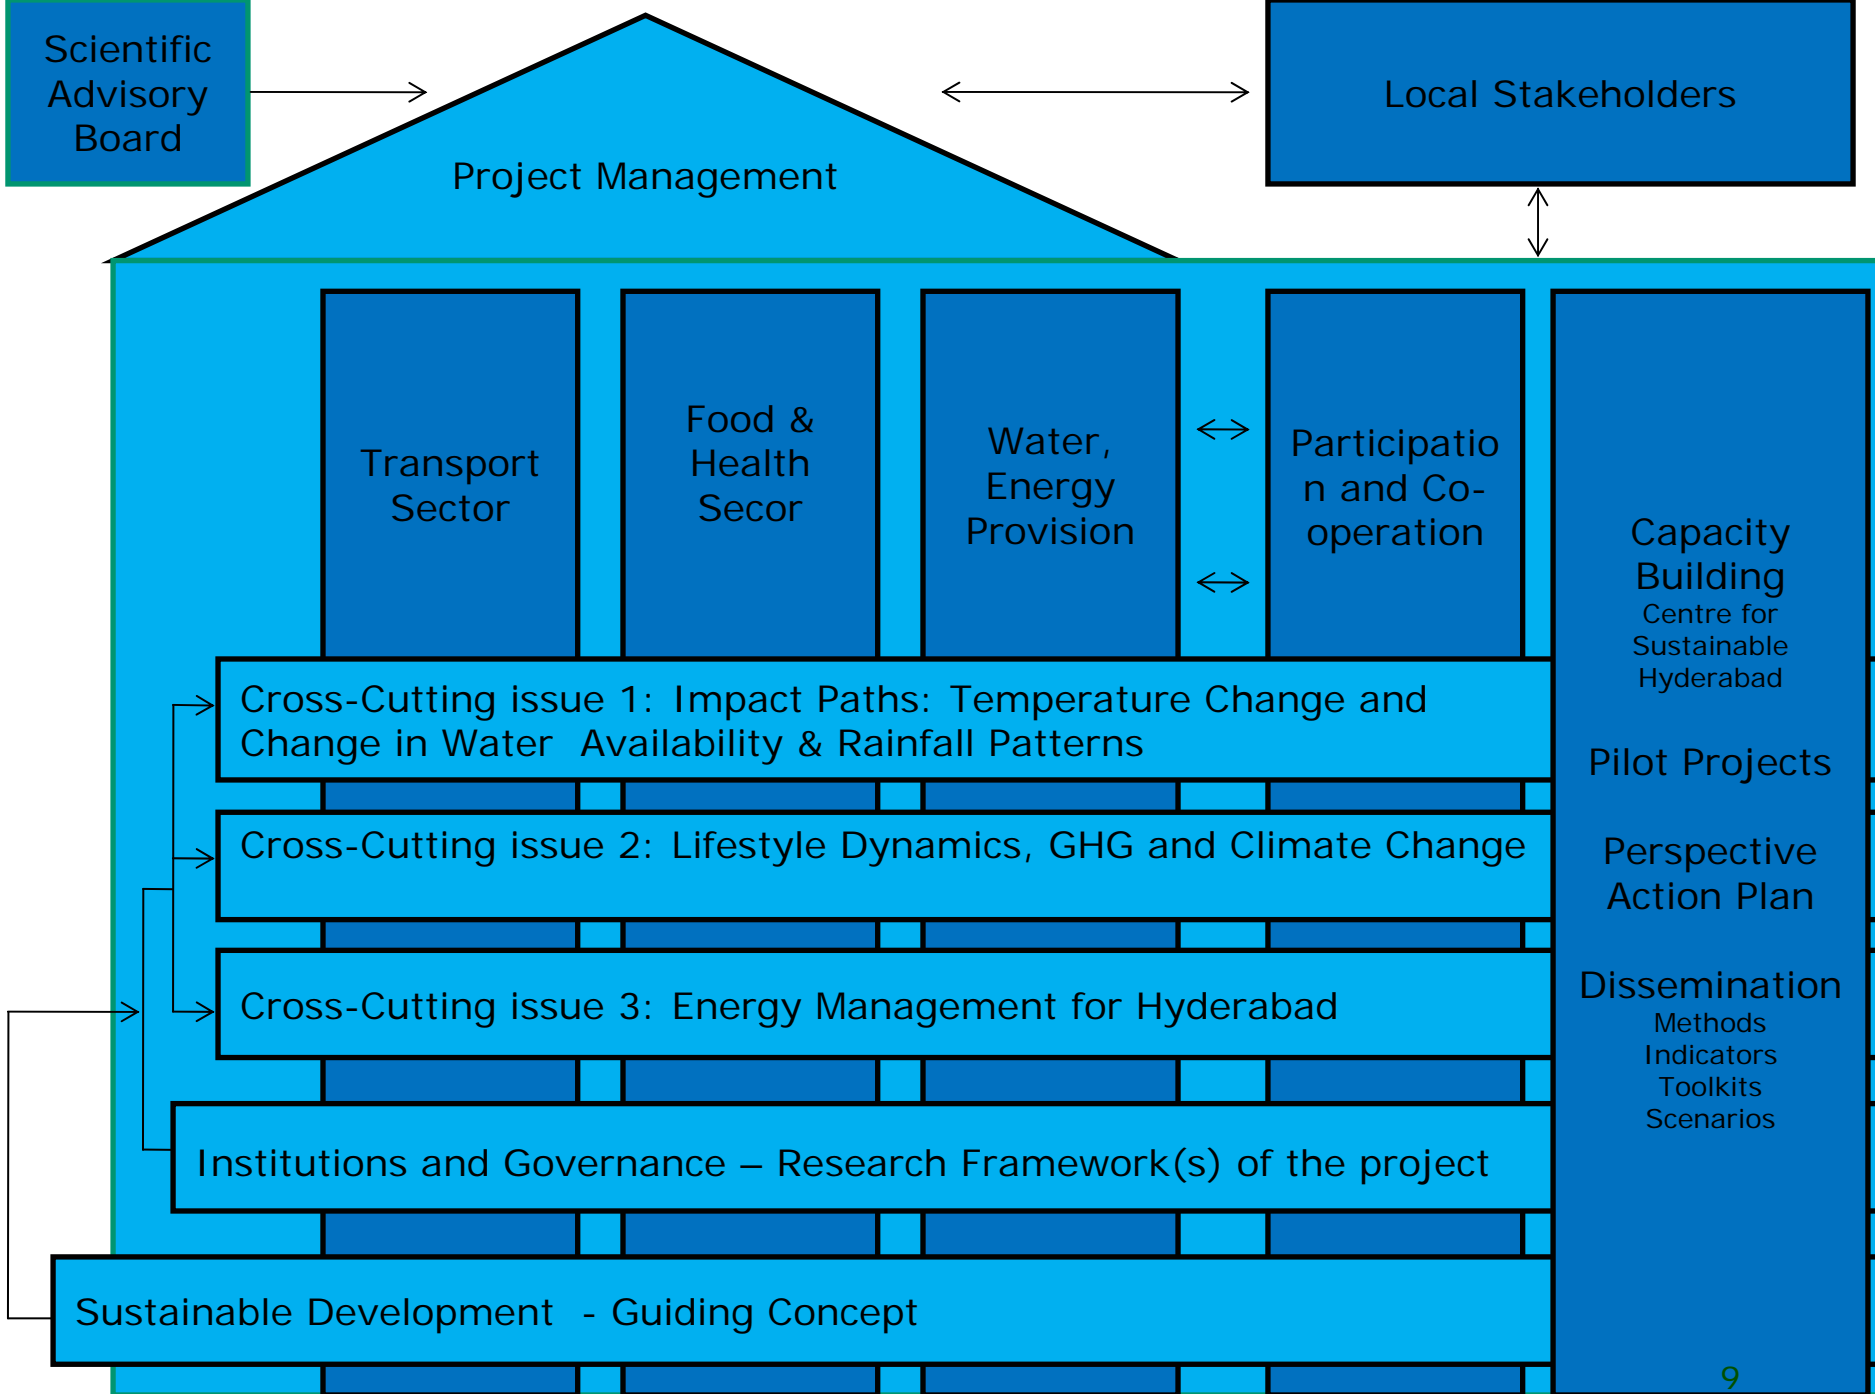 Scientific
Advisory
Board
Project Management
Local Stakeholders
Transport
Sector
Food &
Health
Secor
Water,
Energy
Provision
Participatio
n and Co-
operation
Capacity
Building
Centre for
Sustainable
Hyderabad
Pilot Projects
Perspective
Action Plan
Dissemination
Methods
Indicators
Toolkits
Scenarios
Cross-Cutting issue 1: Impact Paths: Temperature Change and
Change in Water Availability & Rainfall Patterns
Cross-Cutting issue 2: Lifestyle Dynamics, GHG and Climate Change
Cross-Cutting issue 3: Energy Management for Hyderabad
Institutions and Governance – Research Framework(s) of the project
Sustainable Development - Guiding Concept
9